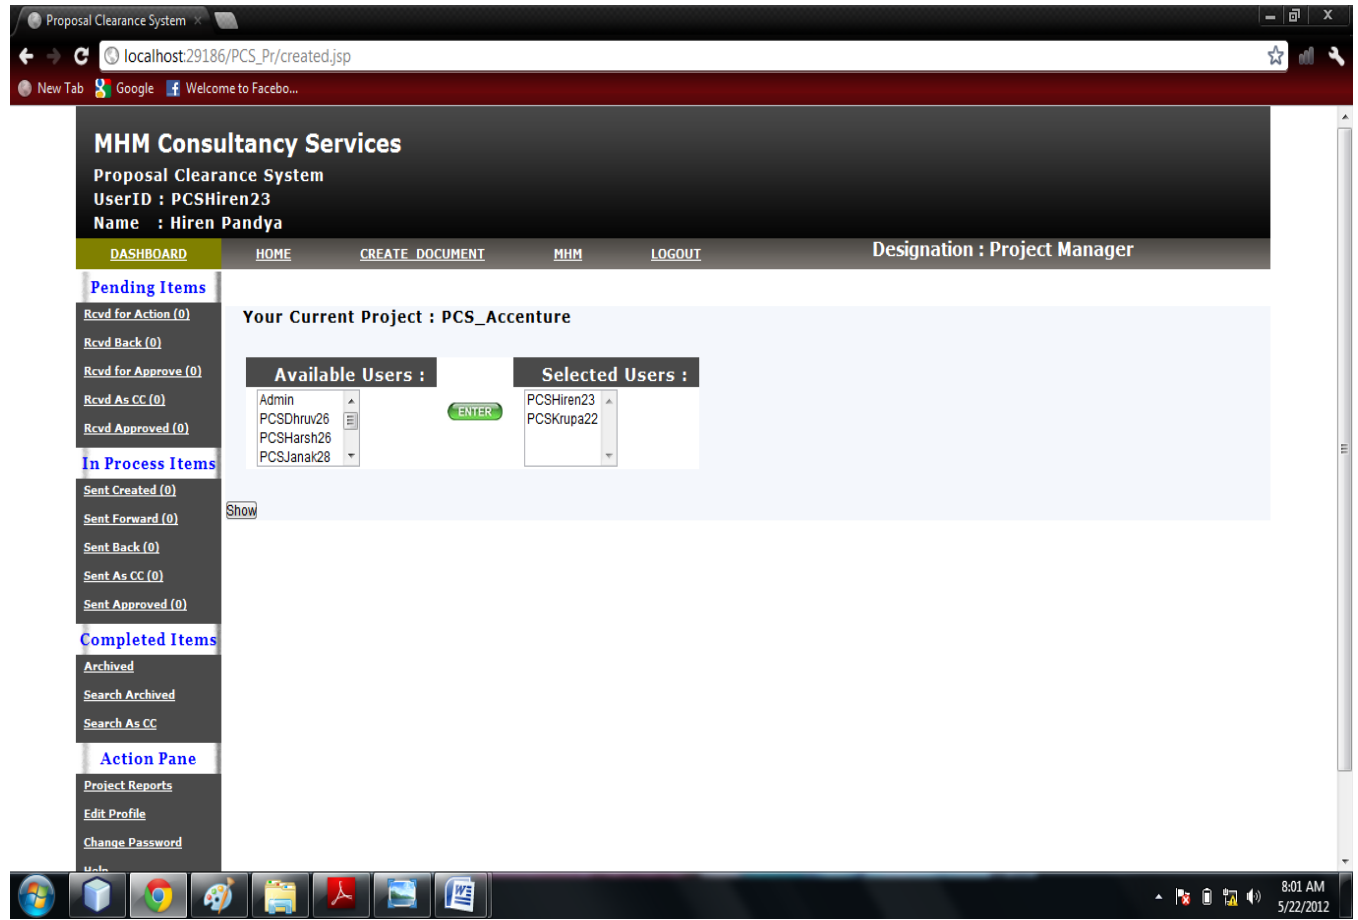 Proposal Clearance System
localhost:29186/PCS_Pr/created.jsp
New Tab Google Welcome to Facebo...
MHM Consultancy Services
Proposal Clearance System
UserID : PCSHiren23
Name : Hiren Pandya
DASHBOARD HOME CREATE DOCUMENT MHM LOGOUT Designation : Project Manager
Pending Items
Rcvd for Action (0)
Rcvd Back (0)
Rcvd for Approve (0)
Rcvd As CC (0)
Rcvd Approved (0)
In Process Items
Sent Created (0)
Sent Forward (0)
Sent Back (0)
Sent As CC (0)
Sent Approved (0)
Completed Items
Archived
Search Archived
Search As CC
Action Pane
Project Reports
Edit Profile
Change Password
Help
Your Current Project : PCS_Accenture
Available Users :
Admin
PCSDhruv26
PCSHarsh26
PCSJanak28
ENTER
Selected Users :
PCSHiren23
PCSKrupa22
Show
8:01 AM
5/22/2012